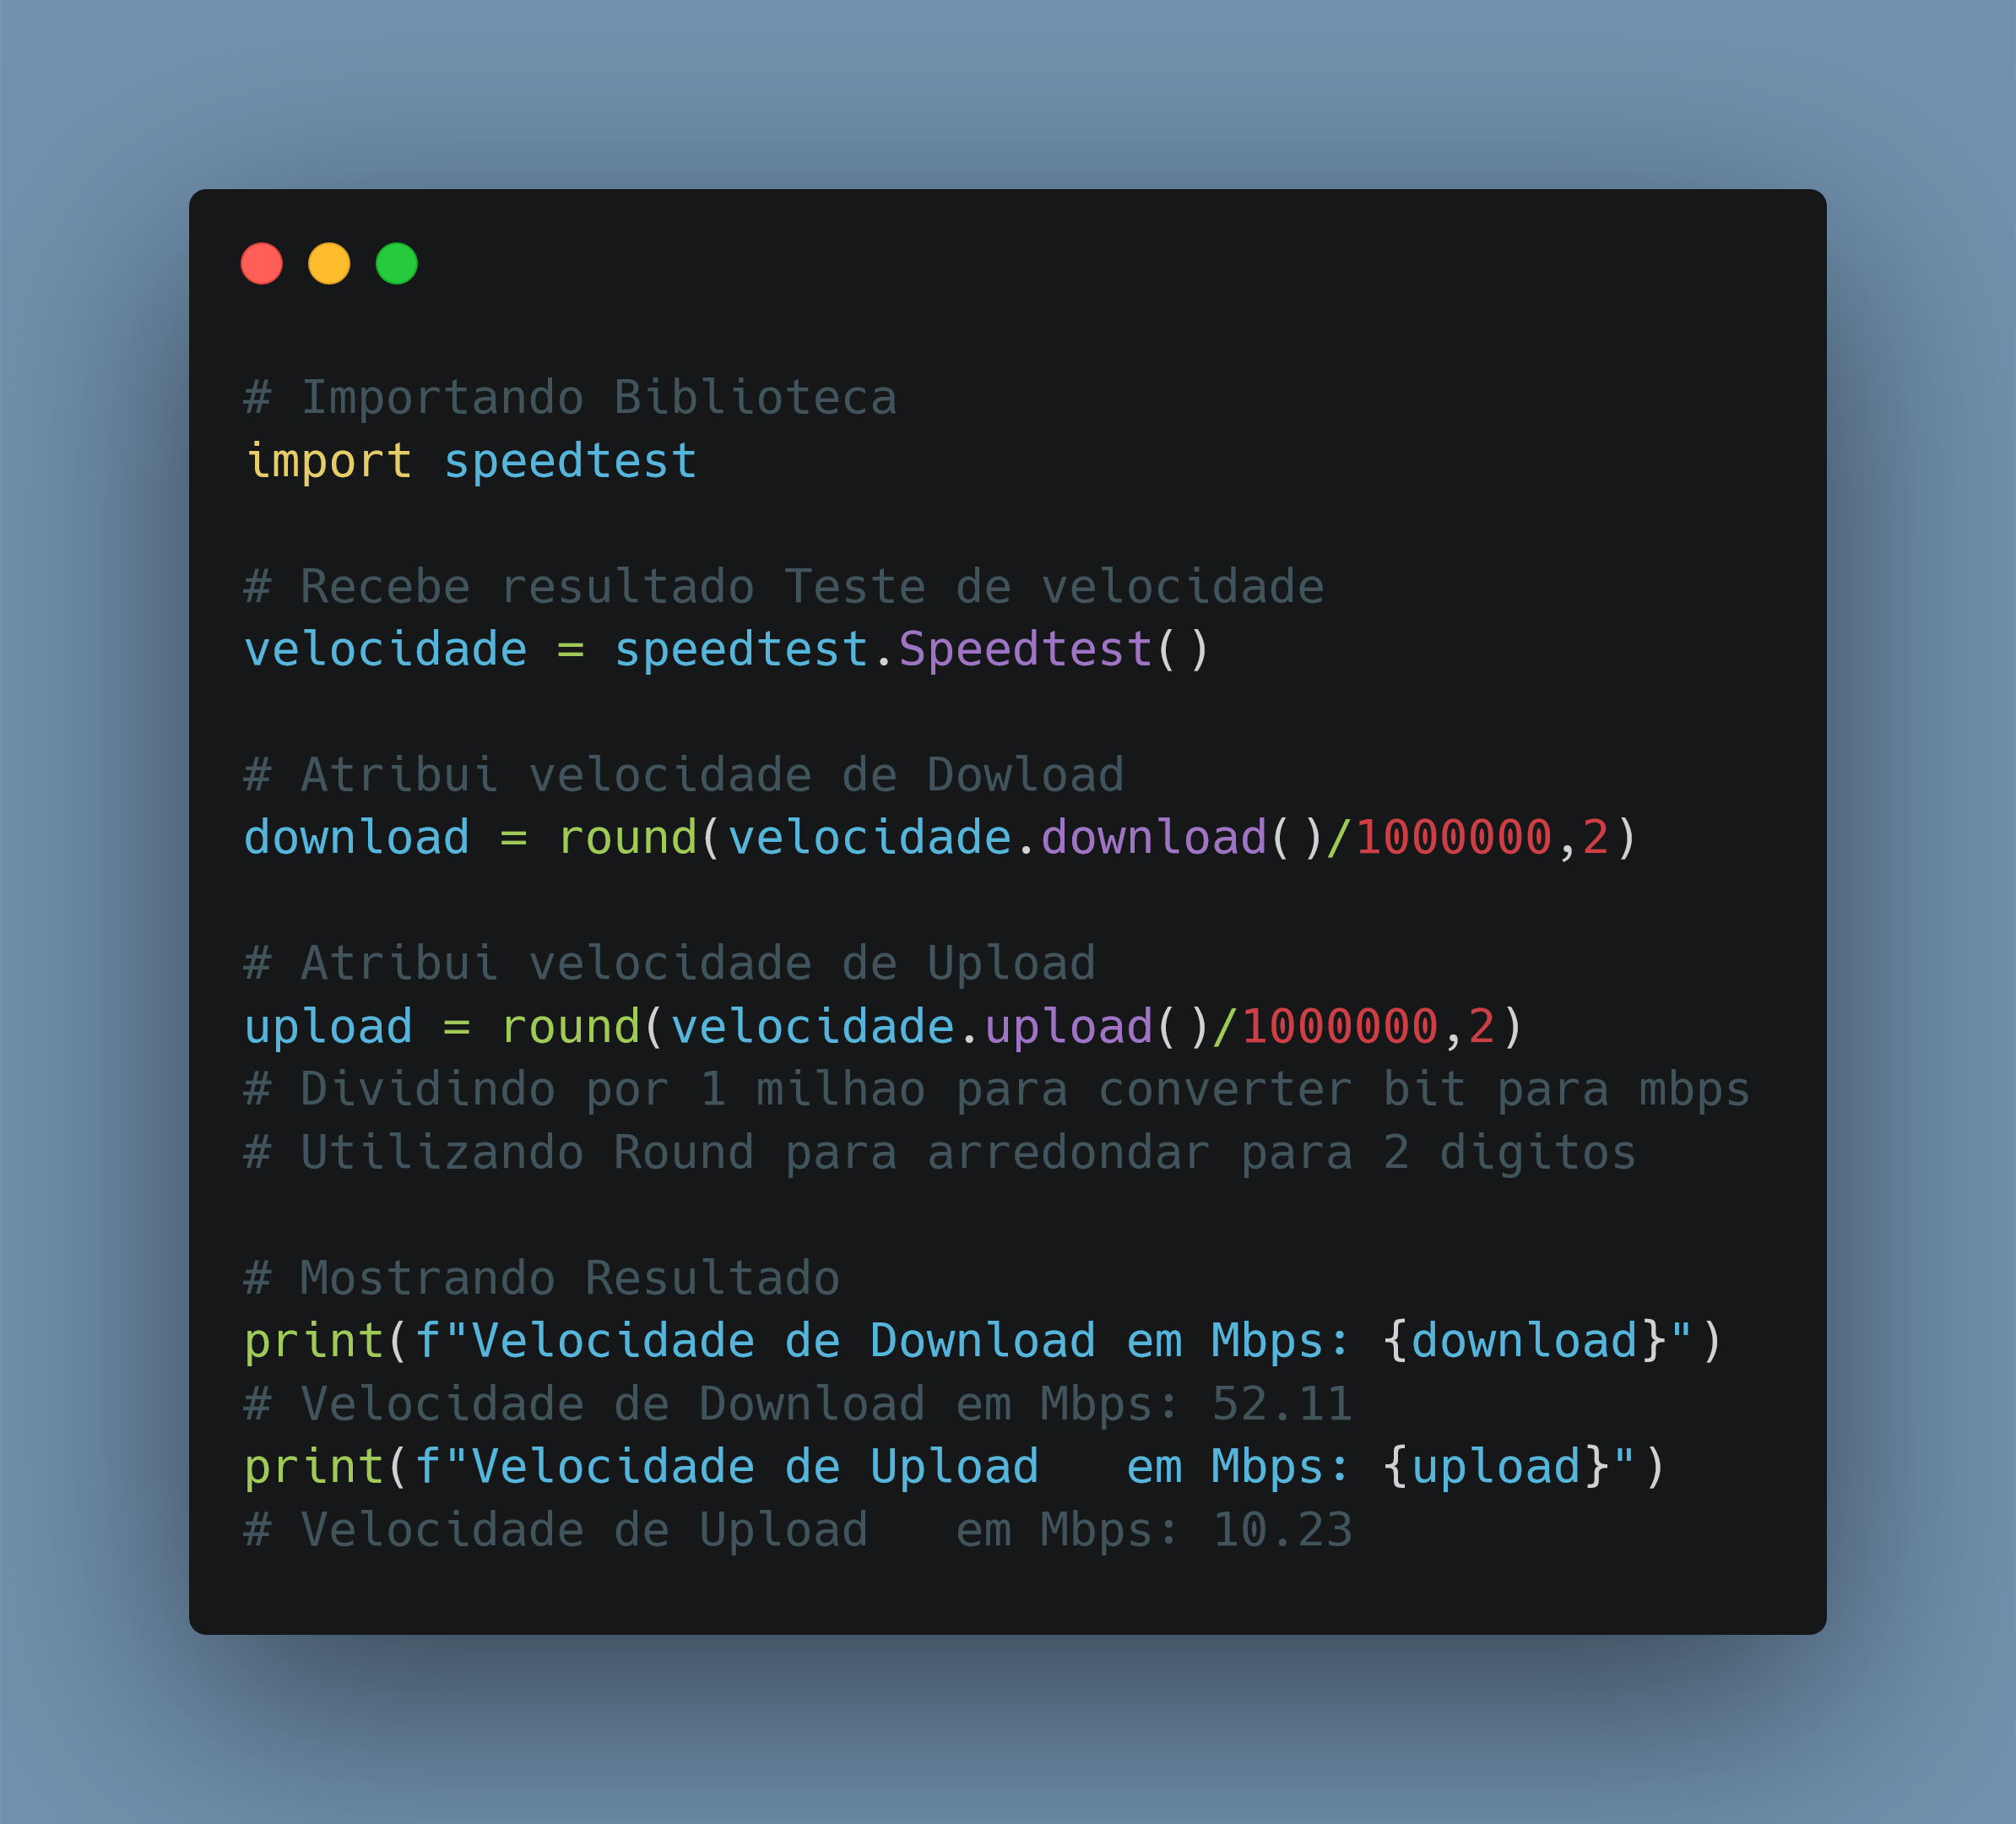 # Importando Biblioteca
import speedtest
# Recebe resultado Teste de velocidade
velocidade = speedtest.Speedtest()
# Atribui velocidade de Dowload
download = round(velocidade.download()/1000000,2)
# Atribui velocidade de Upload
upload = round(velocidade.upload()/1000000,2)
# Dividindo por 1 milhao para converter bit para mbps
# Utilizando Round para arredondar para 2 digitos
# Mostrando Resultado
print(f"Velocidade de Download em Mbps: {download}")
# Velocidade de Download em Mbps: 52.11
print(f"Velocidade de Upload   em Mbps: {upload}")
# Velocidade de Upload   em Mbps: 10.23